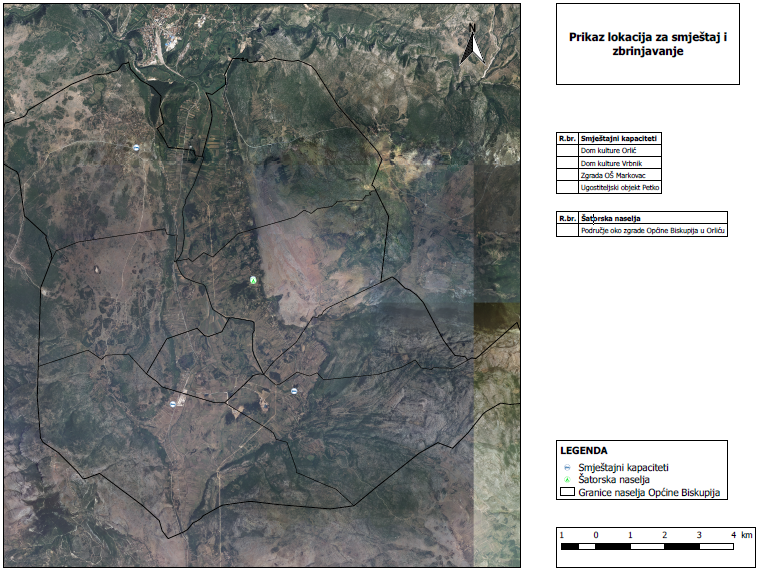 N
Prikaz lokacija za smještaj i
zbrinjavanje
R.br. Smještajni kapaciteti
Dom kulture Orlić
Dom kulture Vrbnik
Zgrada OŠ Markovac
Ugostiteljski objekt Petko
R.br. Šatorska naselja
Područje oko zgrade Općine Biskupija u Orliću
LEGENDA
Smještajni kapaciteti
Šatorska naselja
Granice naselja Općine Biskupija
1 0 1 2 3 4 km